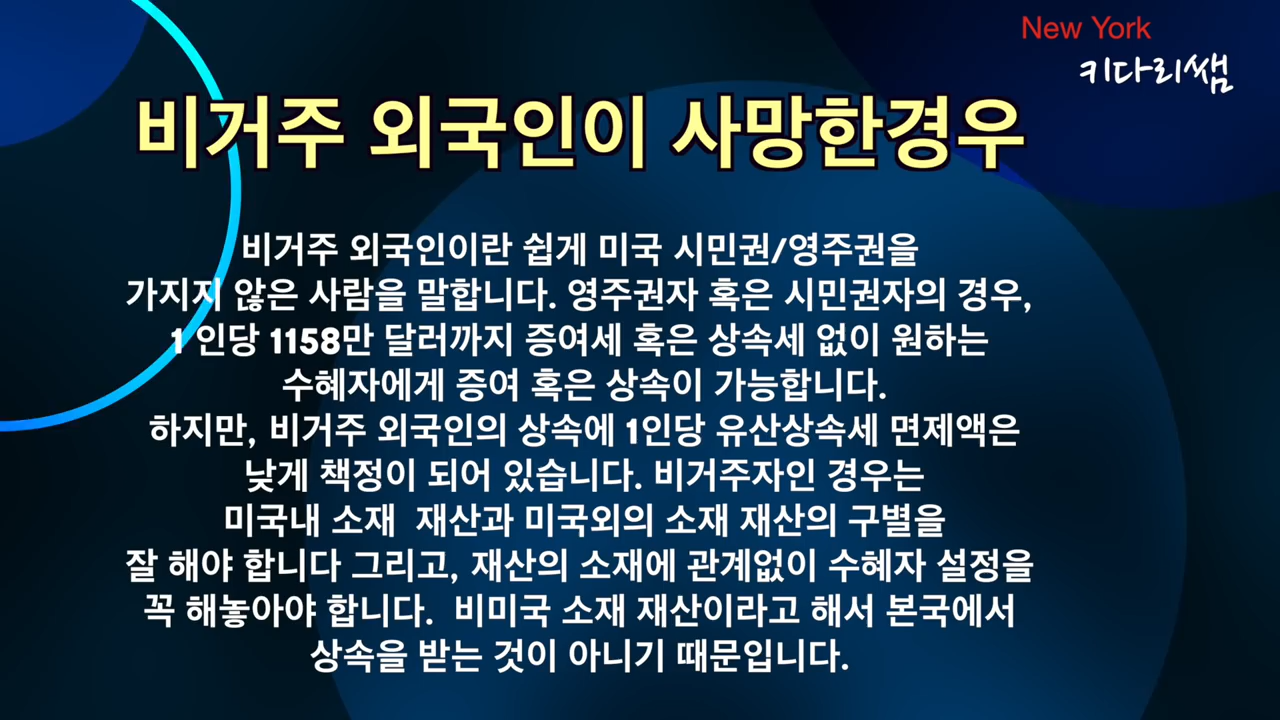 New York
키다리쌤
비거주 외국인이 사망한경우
비거주 외국인이란 쉽게 미국 시민권/영주권을
가지지 않은 사람을 말합니다. 영주권자 혹은 시민권자의 경우,
1 인당 1158만 달러까지 증여세 혹은 상속세 없이 원하는
수혜자에게 증여 혹은 상속이 가능합니다.
하지만, 비거주 외국인의 상속에 1인당 유산상속세 면제액은
낮게 책정이 되어 있습니다. 비거주자인 경우는
미국내 소재 재산과 미국외의 소재 재산의 구별을
잘 해야 합니다 그리고, 재산의 소재에 관계없이 수혜자 설정을
꼭 해놓아야 합니다. 비미국 소재 재산이라고 해서 본국에서
상속을 받는 것이 아니기 때문입니다.